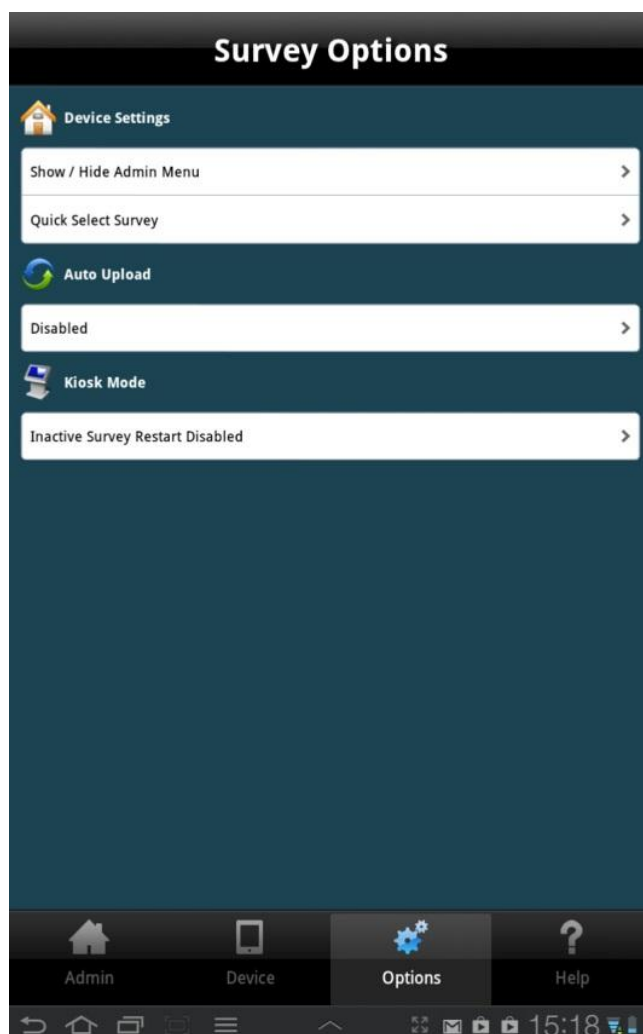 Survey Options
Device Settings
Show / Hide Admin Menu
Quick Select Survey
Auto Upload
Disabled
Kiosk Mode
Inactive Survey Restart Disabled
Admin Device Options Help
15:18